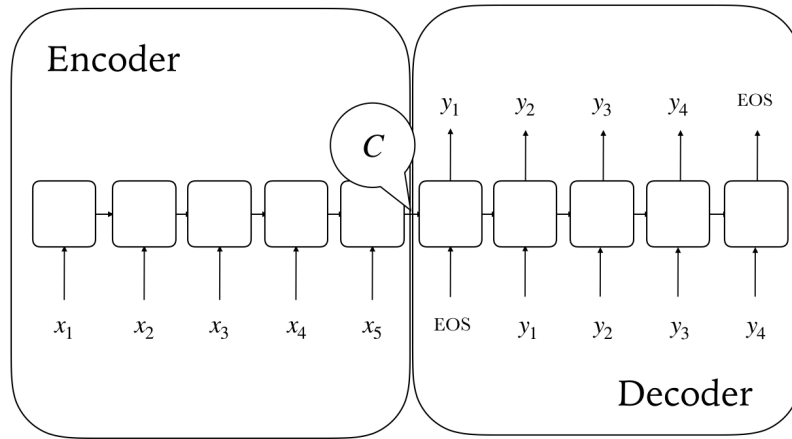 Encoder
y₁ y₂ y₃ y₄ EOS
C
x₁ x₂ x₃ x₄ x₅ EOS y₁ y₂ y₃ y₄
Decoder